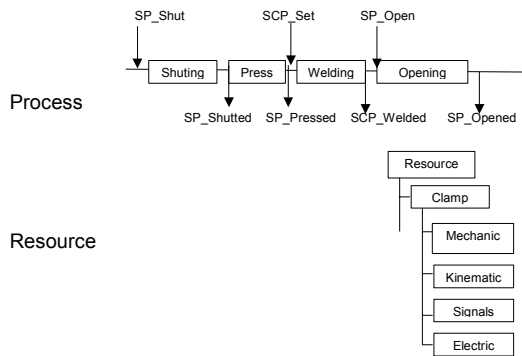 SP_Shut SCP_Set SP_Open
Shuting Press Welding Opening
Process
SP_Shutted SP_Pressed SCP_Welded SP_Opened
Resource
Clamp
Resource
Mechanic
Kinematic
Signals
Electric